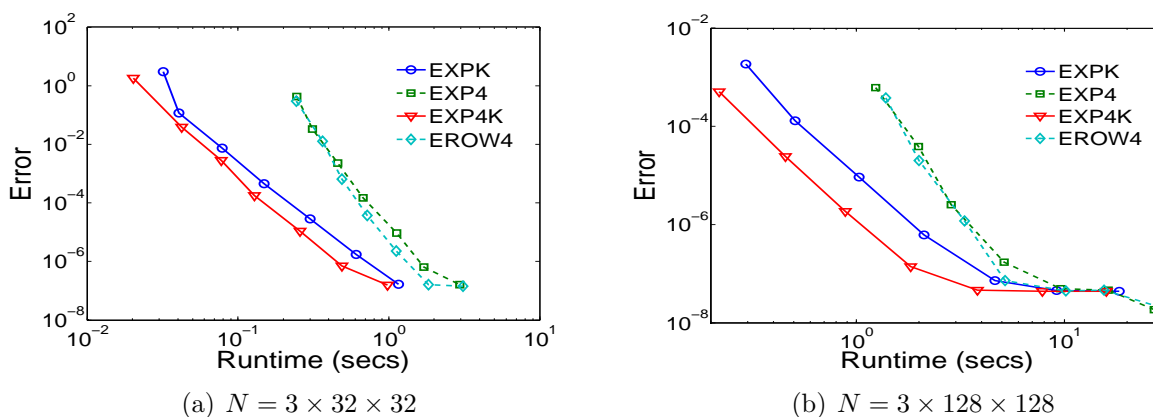 10^2
10^0
10^-2
10^-4
10^-6
10^-8
Error
10^-2
10^-1
10^0
10^1
Runtime (secs)
EXPK
EXP4
EXP4K
EROW4
(a) N = 3 × 32 × 32
10^-2
10^-4
10^-6
10^-8
Error
10^0
10^1
Runtime (secs)
EXPK
EXP4
EXP4K
EROW4
(b) N = 3 × 128 × 128